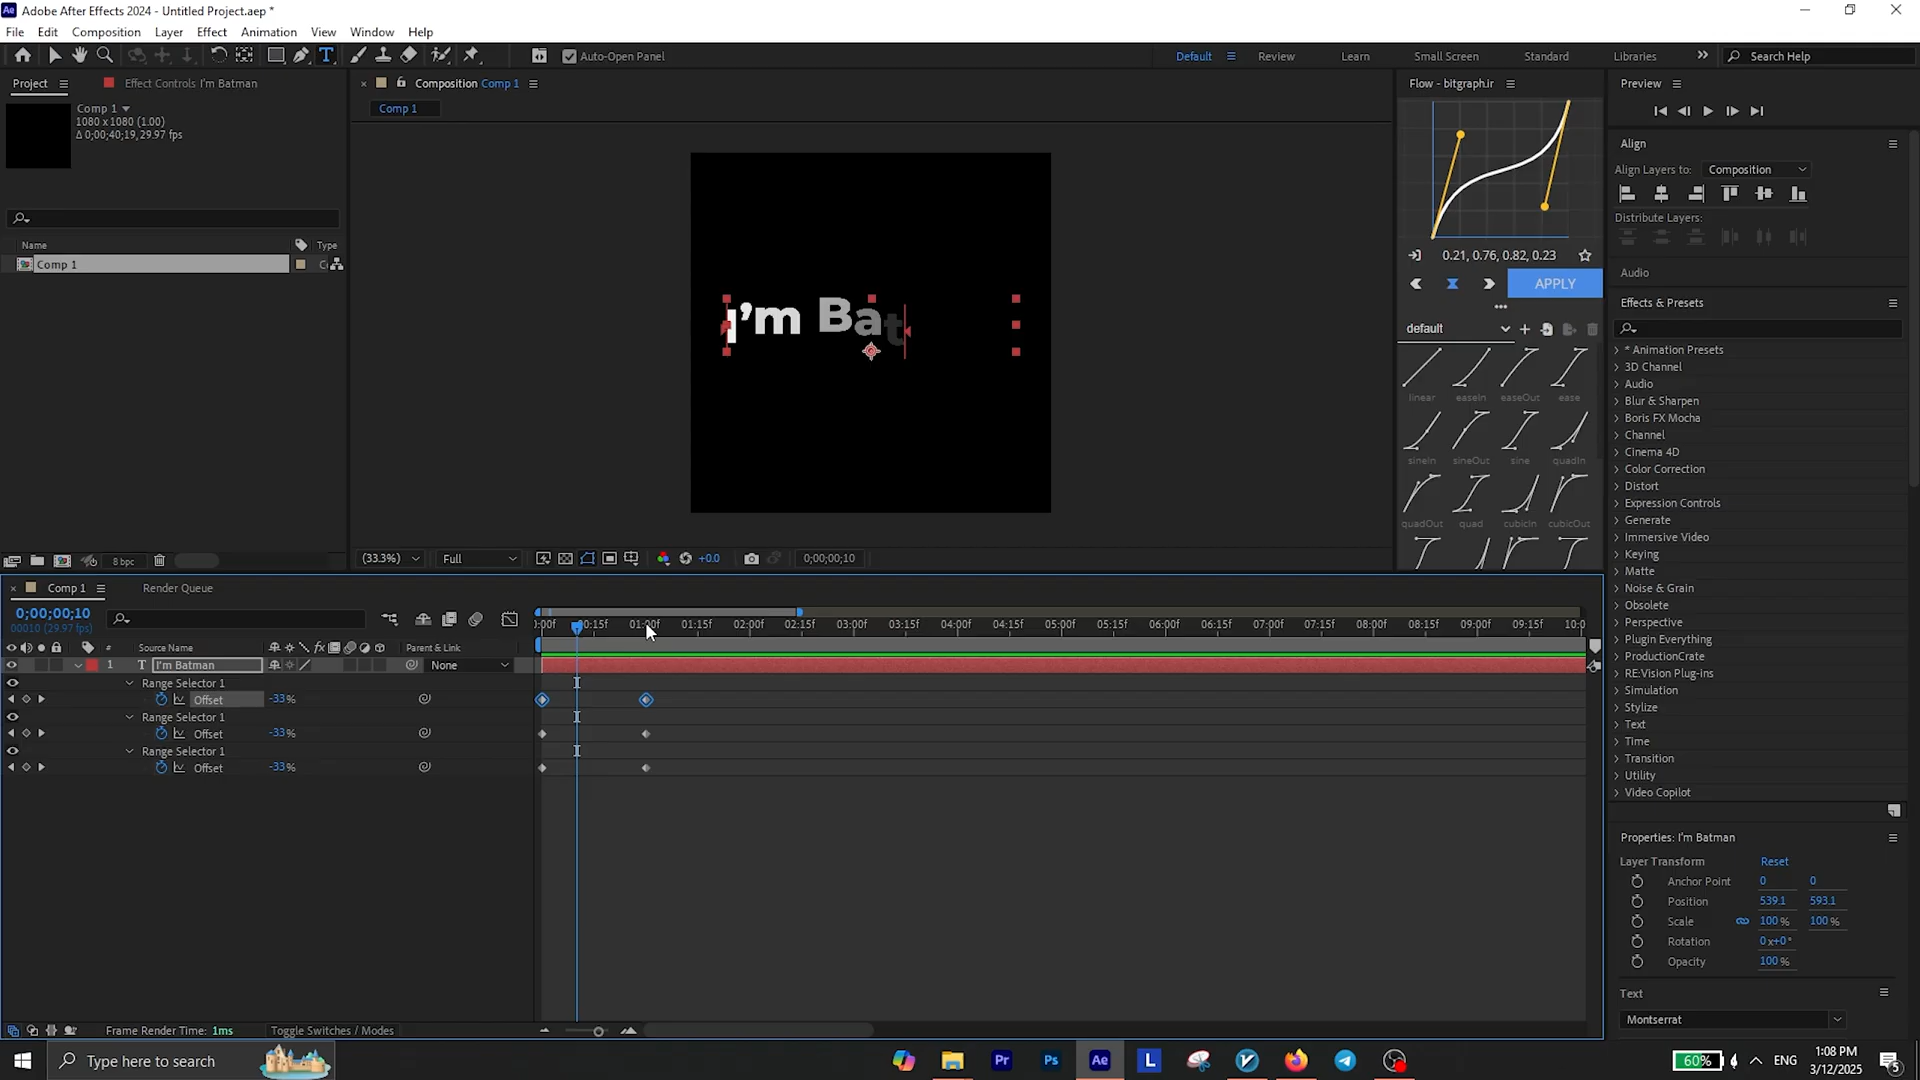 Adobe After Effects 2024 - Untitled Project.aep *
File Edit Composition Layer Effect Animation View Window Help
Auto-Open Panel
Default Review Learn Small Screen Standard Libraries Search Help
Project Effect Controls I'm Batman
Comp 1
1080 x 1080 (1.00)
Δ 0;00;40;19, 29.97 fps
Name Type
Comp 1 C
8 bpc
Composition Comp 1
Comp 1
I'm Bat
(33.3%) Full +0.0 0;00;00;10
Flow - bitgraph.ir
0.21, 0.76, 0.82, 0.23
APPLY
default
linear easeIn easeOut ease
sineIn sineOut sine quadIn
quadOut quad cubicIn cubicOut
Preview
Align
Align Layers to: Composition
Distribute Layers:
Audio
Effects & Presets
* Animation Presets
3D Channel
Audio
Blur & Sharpen
Boris FX Mocha
Channel
Cinema 4D
Color Correction
Distort
Expression Controls
Generate
Immersive Video
Keying
Matte
Noise & Grain
Obsolete
Perspective
Plugin Everything
ProductionCrate
RE:Vision Plug-ins
Simulation
Stylize
Text
Time
Transition
Utility
Video Copilot
Properties: I'm Batman
Layer Transform Reset
Anchor Point 0 0
Position 539.1 593.1
Scale 100 % 100 %
Rotation 0x+0°
Opacity 100 %
Text
Montserrat
Comp 1 Render Queue
0;00;00;10
00010 (29.97 fps)
:00f 00:15f 01:00f 01:15f 02:00f 02:15f 03:00f 03:15f 04:00f 04:15f 05:00f 05:15f 06:00f 06:15f 07:00f 07:15f 08:00f 08:15f 09:00f 09:15f 10:0
# Source Name Parent & Link
1 T I'm Batman None
Range Selector 1
Offset -33%
Range Selector 1
Offset -33%
Range Selector 1
Offset -33%
Frame Render Time: 1ms Toggle Switches / Modes
Type here to search
Pr Ps Ae L
60% ENG 1:08 PM
3/12/2025
5